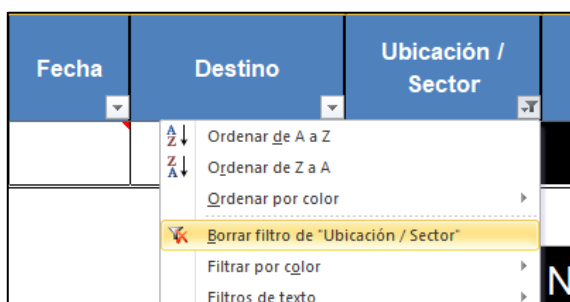 Fecha
Destino
Ubicación /
Sector
Ordenar de A a Z
Ordenar de Z a A
Ordenar por color
Borrar filtro de "Ubicación / Sector"
Filtrar por color
Filtros de texto
N